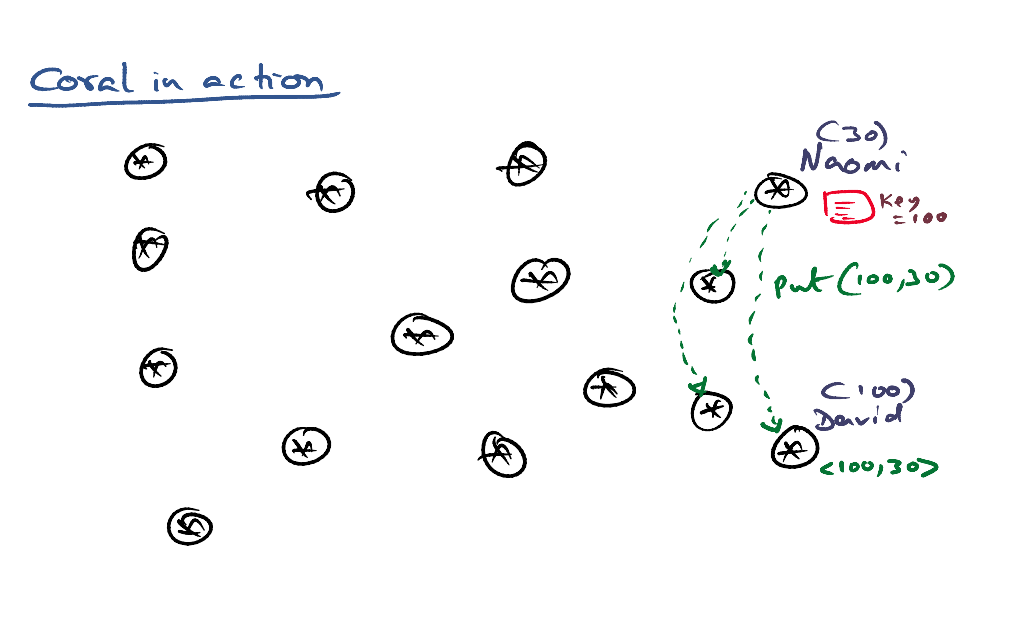 Coral in action
(30)
Naomi
Key
=100
put (100,30)
(100)
David
<100,30>